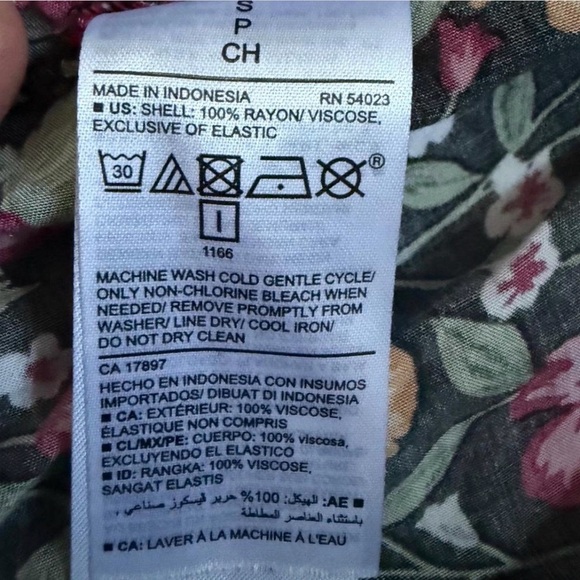 S
P
CH
MADE IN INDONESIA RN 54023
■ US: SHELL: 100% RAYON/ VISCOSE,
EXCLUSIVE OF ELASTIC
30 ®
1166
MACHINE WASH COLD GENTLE CYCLE/
ONLY NON-CHLORINE BLEACH WHEN
NEEDED/ REMOVE PROMPTLY FROM
WASHER/ LINE DRY/ COOL IRON/
DO NOT DRY CLEAN
CA 17897
HECHO EN INDONESIA CON INSUMOS
IMPORTADOS/ DIBUAT DI INDONESIA
■ CA: EXTÉRIEUR: 100% VISCOSE,
ÉLASTIQUE NON COMPRIS
■ CL/MX/PE: CUERPO: 100% viscosa,
EXCLUYENDO EL ELASTICO
■ ID: RANGKA: 100% VISCOSE,
SANGAT ELASTIS
■ AE: الهيكل: 100% حرير فيسكوز صناعي ،
باستثناء العناصر المطاطة
■ CA: LAVER À LA MACHINE À L'EAU